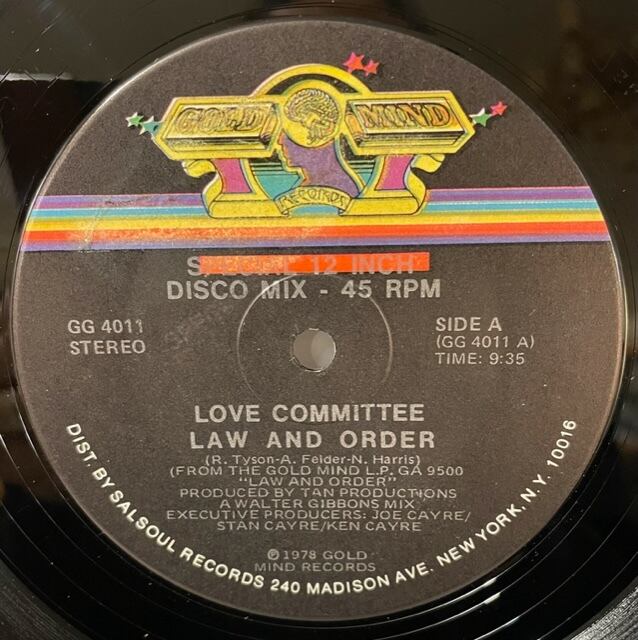 GOLD MIND
RECORDS
12 INCH
DISCO MIX - 45 RPM
GG 4011
STEREO
SIDE A
(GG 4011 A)
TIME: 9:35
LOVE COMMITTEE
LAW AND ORDER
(R. Tyson-A. Felder-N. Harris)
(FROM THE GOLD MIND L.P. GA 9500
"LAW AND ORDER")
PRODUCED BY TAN PRODUCTIONS
A WALTER GIBBONS MIX
EXECUTIVE PRODUCERS: JOE CAYRE/
STAN CAYRE/KEN CAYRE
℗1978 GOLD
MIND RECORDS
DIST. BY SALSOUL RECORDS 240 MADISON AVE. NEW YORK, N.Y. 10016